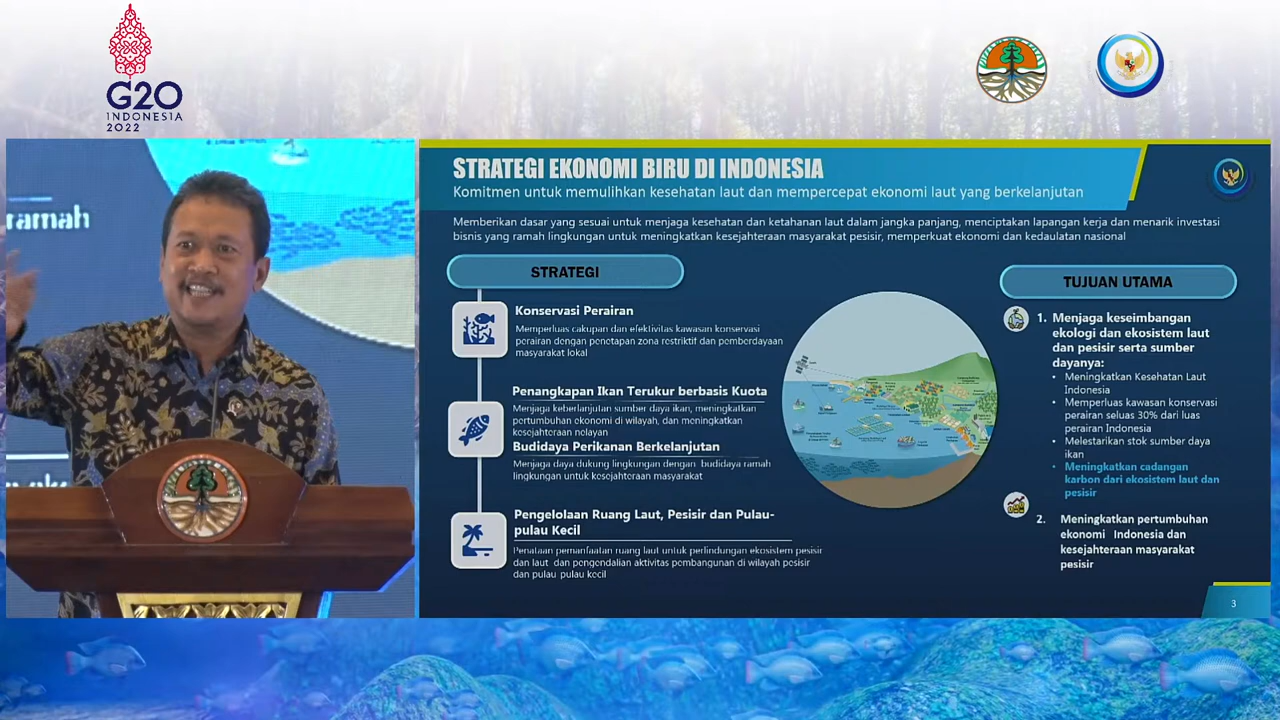 G20
INDONESIA
2022
ramah
STRATEGI EKONOMI BIRU DI INDONESIA
Komitmen untuk memulihkan kesehatan laut dan mempercepat ekonomi laut yang berkelanjutan
Memberikan dasar yang sesuai untuk menjaga kesehatan dan ketahanan laut dalam jangka panjang, menciptakan lapangan kerja dan menarik investasi
bisnis yang ramah lingkungan untuk meningkatkan kesejahteraan masyarakat pesisir, memperkuat ekonomi dan kedaulatan nasional
STRATEGI
Konservasi Perairan
Memperluas cakupan dan efektivitas kawasan konservasi
perairan dengan penetapan zona restriktif dan pemberdayaan
masyarakat lokal
Penangkapan Ikan Terukur berbasis Kuota
Menjaga keberlanjutan sumber daya ikan, meningkatkan
pertumbuhan ekonomi di wilayah, dan meningkatkan
kesejahteraan nelayan
Budidaya Perikanan Berkelanjutan
Menjaga daya dukung lingkungan dengan budidaya ramah
lingkungan untuk kesejahteraan masyarakat
Pengelolaan Ruang Laut, Pesisir dan Pulau-
pulau Kecil
Penataan pemanfaatan ruang laut untuk perlindungan ekosistem pesisir
dan laut dan pengendalian aktivitas pembangunan di wilayah pesisir
dan pulau pulau kecil
TUJUAN UTAMA
1. Menjaga keseimbangan
ekologi dan ekosistem laut
dan pesisir serta sumber
dayanya:
• Meningkatkan Kesehatan Laut
Indonesia
• Memperluas kawasan konservasi
perairan seluas 30% dari luas
perairan Indonesia
• Melestarikan stok sumber daya
ikan
• Meningkatkan cadangan
karbon dari ekosistem laut dan
pesisir
2. Meningkatkan pertumbuhan
ekonomi Indonesia dan
kesejahteraan masyarakat
pesisir
3